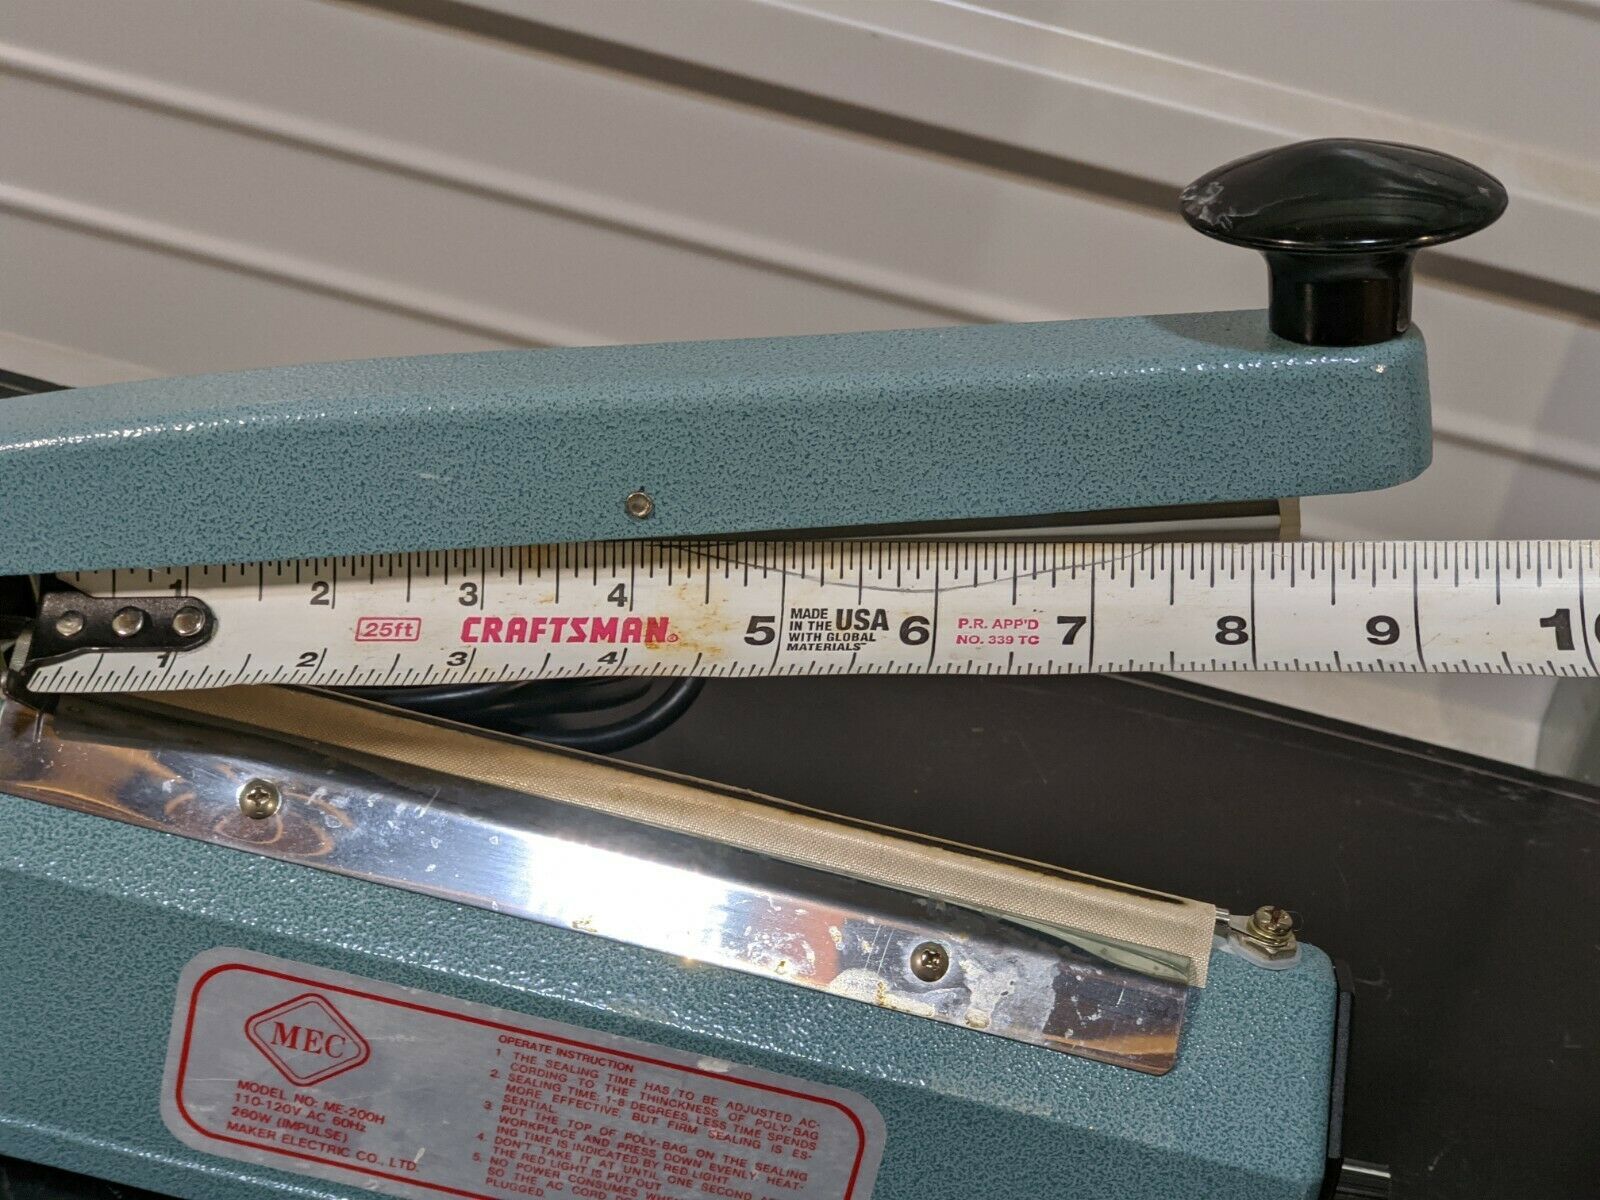 1 2 3 4
25ft CRAFTSMAN 5 MADE IN THE USA WITH GLOBAL MATERIALS 6 P.R. APP'D NO. 339 TC 7 8 9 10
1 2 3 4
MEC
MODEL NO: ME-200H
110-120V AC 60Hz
260W (IMPULSE)
MAKER ELECTRIC CO., LTD.
OPERATE INSTRUCTION
1 THE SEALING TIME HAS/TO BE ADJUSTED AC-
CORDING TO THE THINCKNESS OF POLY-BAG
2. SEALING TIME: 1-8 DEGREES, LESS TIME SPENDS
MORE EFFECTIVE, BUT FIRM SEALING IS ES-
SENTIAL.
3. PUT THE TOP OF POLY-BAG ON THE SEALING
WORKPLACE AND PRESS DOWN EVENLY, HEAT-
ING TIME IS INDICATED BY RED LIGHT.
4. DON'T TAKE IT AT UNTIL ONE SECOND
THE RED LIGHT IS PUT OUT
5. NO POWER CONSUMES
SO THE AC CORD
PLUGGED.